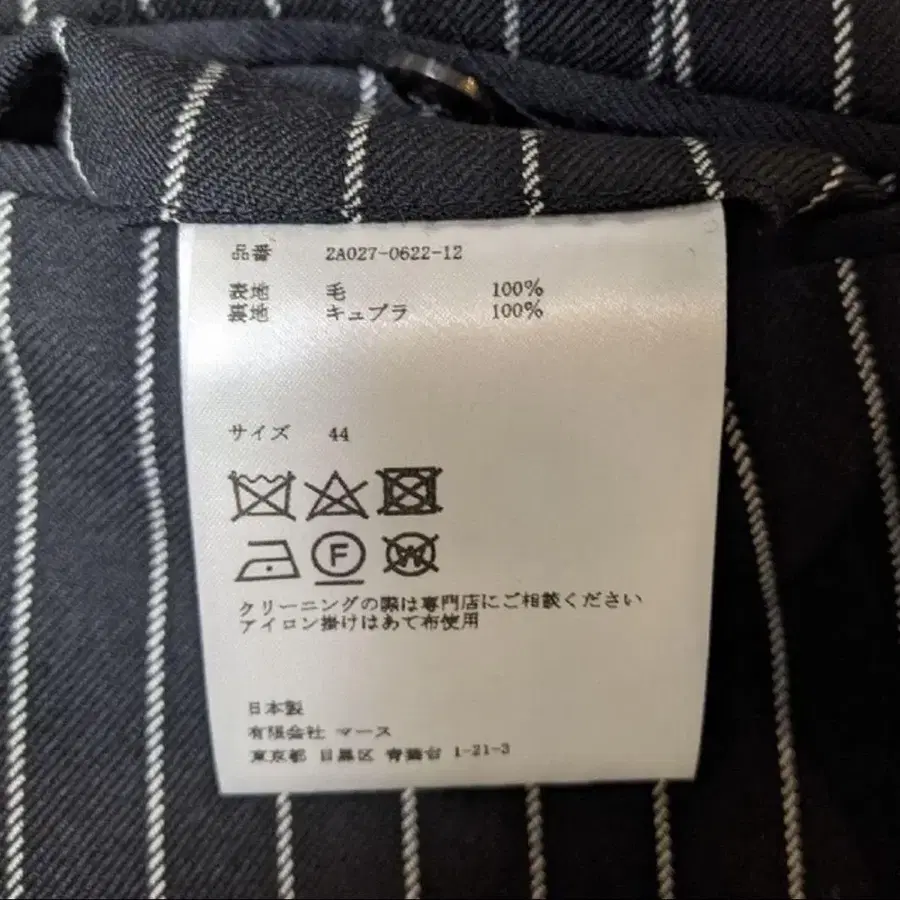 品番 2A027-0622-12
表地 毛 100%
裏地 キュプラ 100%
サイズ 44
F
W
クリーニングの際は専門店にご相談ください
アイロン掛けはあて布使用
日本製
有限会社 マース
東京都 目黒区 青葉台 1-21-3